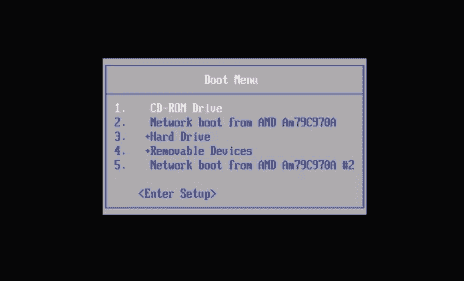 Boot Menu
1. CD-ROM Drive
2. Network boot from AMD Am79C970A
3. +Hard Drive
4. +Removable Devices
5. Network boot from AMD Am79C970A #2
<Enter Setup>